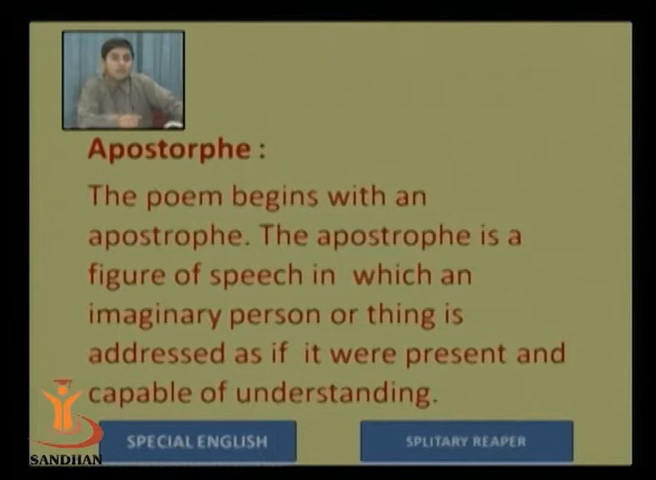 Apostorphe :
The poem begins with an
apostrophe. The apostrophe is a
figure of speech in which an
imaginary person or thing is
addressed as if it were present and
capable of understanding.
SANDHAN
SPECIAL ENGLISH
SPLITARY REAPER